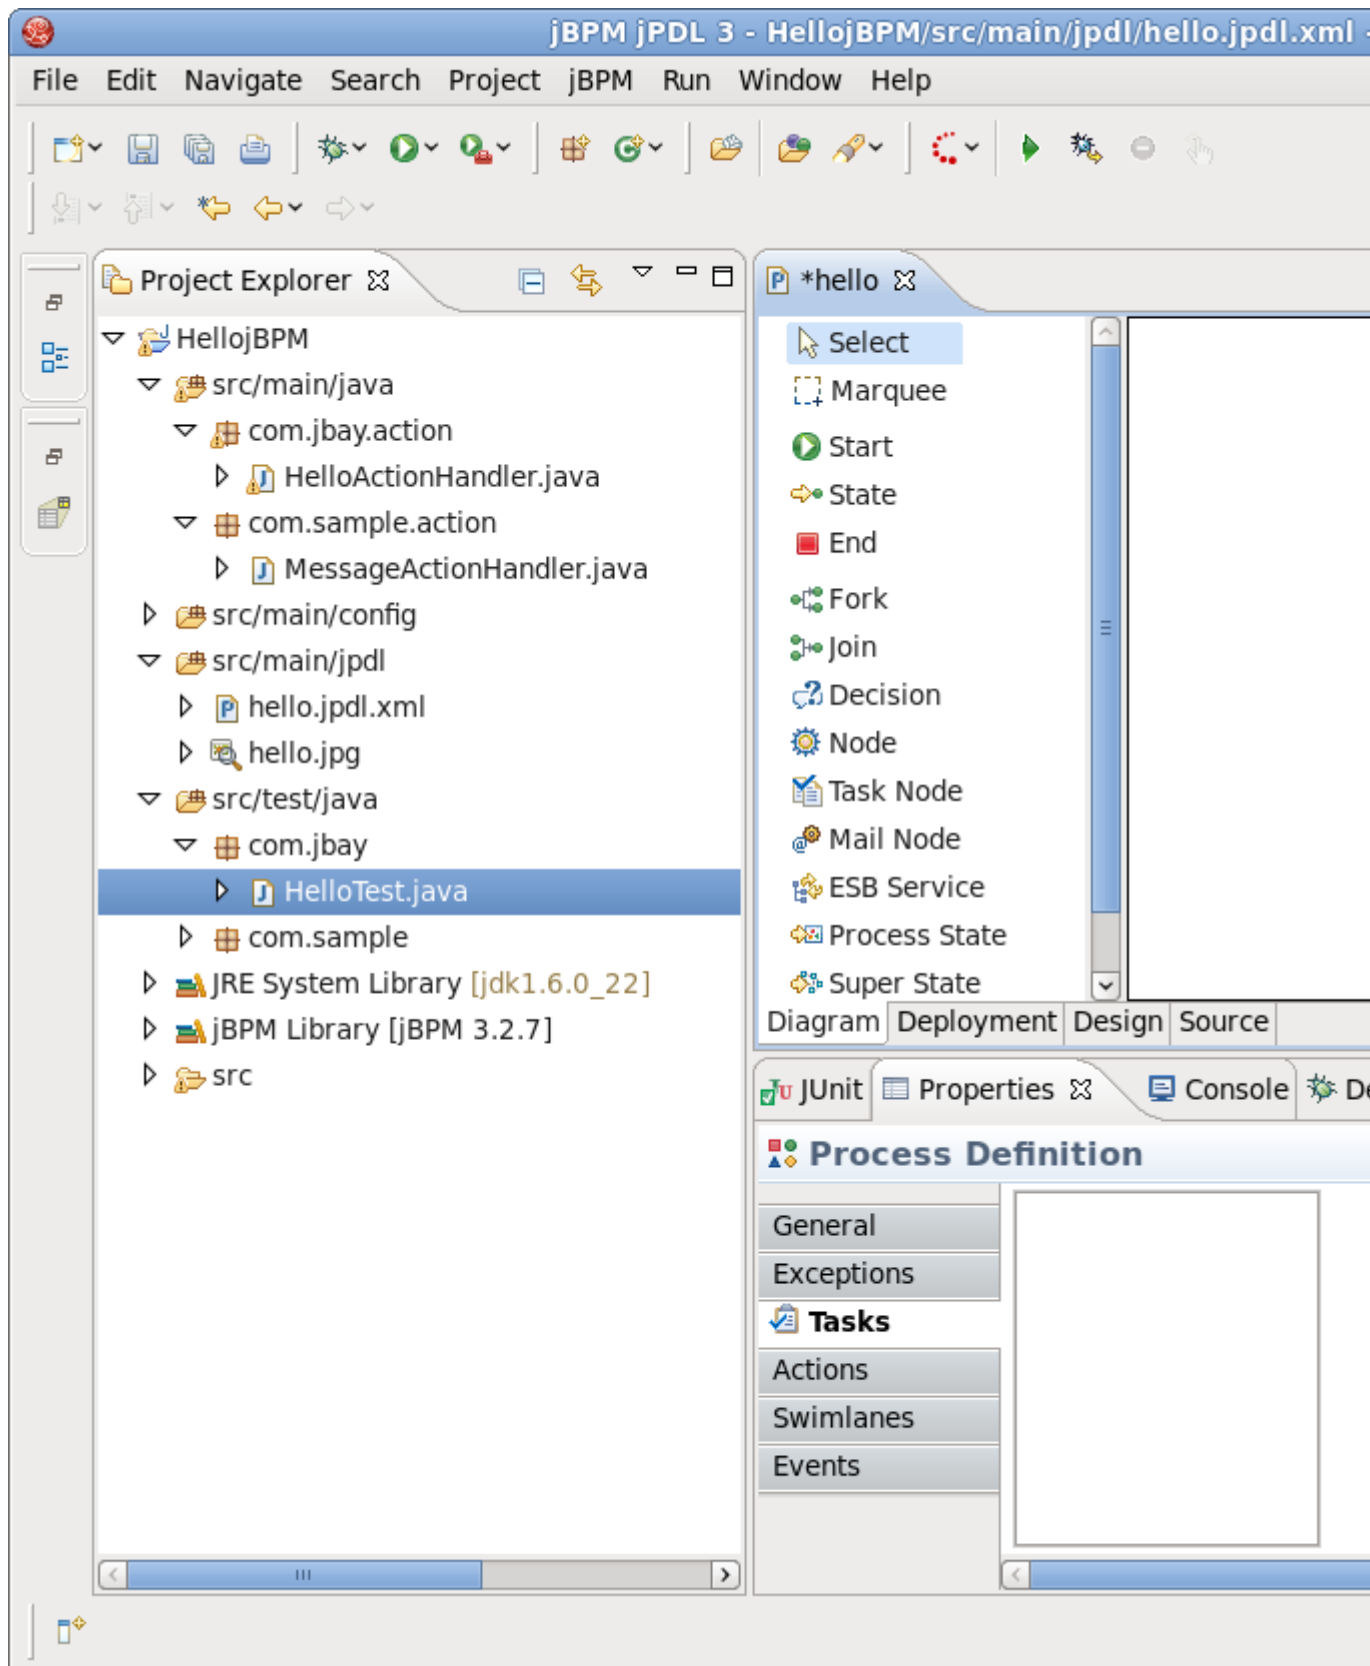 jBPM jPDL 3 - HellojBPM/src/main/jpdl/hello.jpdl.xml -
File Edit Navigate Search Project jBPM Run Window Help
Project Explorer
HellojBPM
src/main/java
com.jbay.action
HelloActionHandler.java
com.sample.action
MessageActionHandler.java
src/main/config
src/main/jpdl
hello.jpdl.xml
hello.jpg
src/test/java
com.jbay
HelloTest.java
com.sample
JRE System Library [jdk1.6.0_22]
jBPM Library [jBPM 3.2.7]
src
*hello
Select
Marquee
Start
State
End
Fork
Join
Decision
Node
Task Node
Mail Node
ESB Service
Process State
Super State
Diagram Deployment Design Source
JUnit Properties Console De
Process Definition
General
Exceptions
Tasks
Actions
Swimlanes
Events